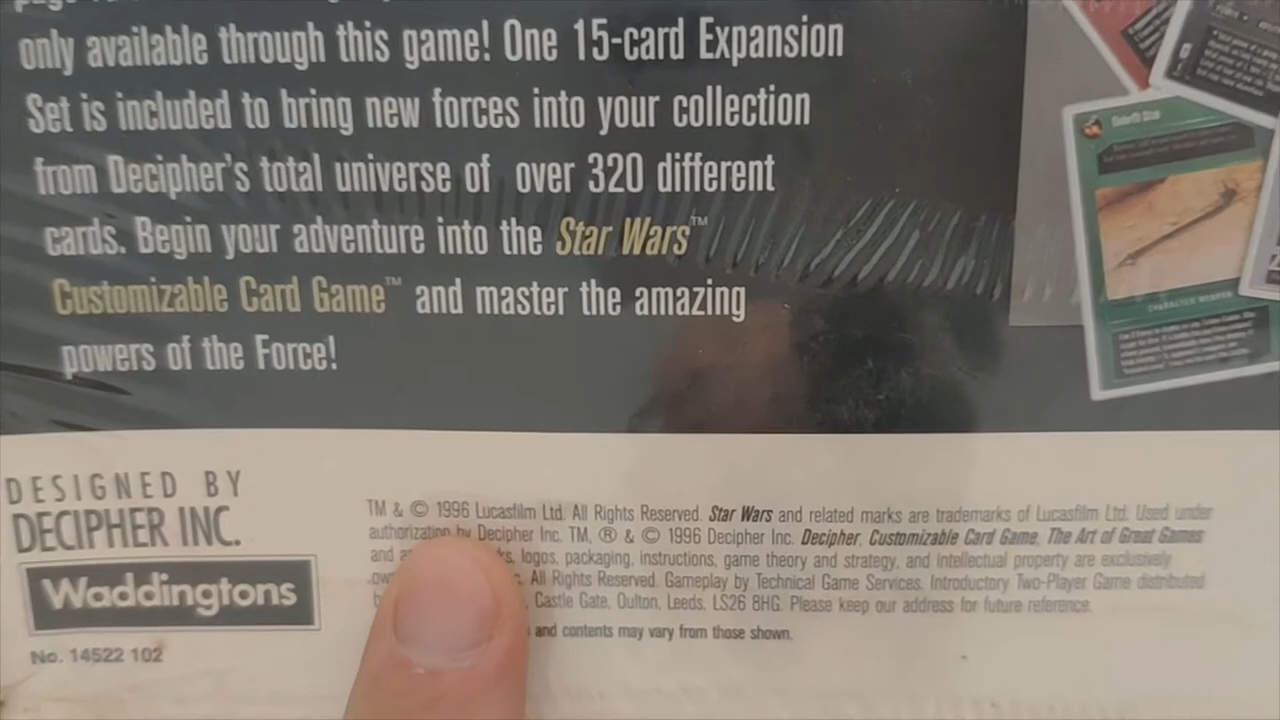 only available through this game! One 15-card Expansion
Set is included to bring new forces into your collection
from Decipher's total universe of over 320 different
cards. Begin your adventure into the Star Wars™
Customizable Card Game™ and master the amazing
powers of the Force!
Gaderffii Stick
CHARACTER WEAPON
DESIGNED BY
DECIPHER INC.
Waddingtons
No. 14522 102
TM & © 1996 Lucasfilm Ltd. All Rights Reserved. Star Wars and related marks are trademarks of Lucasfilm Ltd. Used under
authorization by Decipher Inc. TM, ® & © 1996 Decipher Inc. Decipher, Customizable Card Game, The Art of Great Games
and logos, packaging, instructions, game theory and strategy, and intellectual property are exclusively
All Rights Reserved. Gameplay by Technical Game Services. Introductory Two-Player Game distributed
Castle Gate, Oulton, Leeds, LS26 8HG. Please keep our address for future reference.
and contents may vary from those shown.